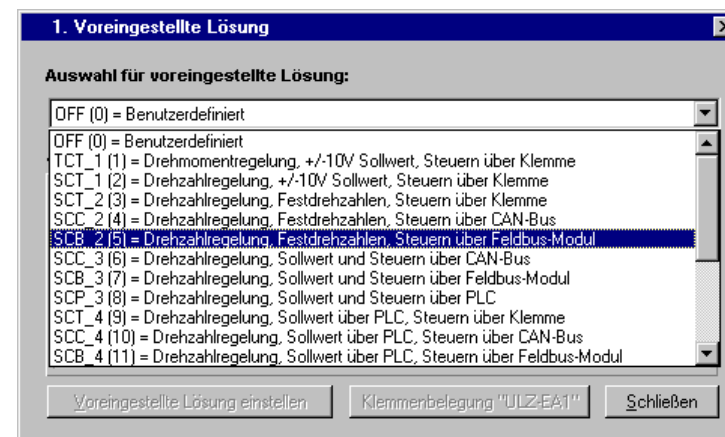 1. Voreingestellte Lösung
Auswahl für voreingestellte Lösung:
OFF (0) = Benutzerdefiniert
OFF (0) = Benutzerdefiniert
TCT_1 (1) = Drehmomentregelung, +/-10V Sollwert, Steuern über Klemme
SCT_1 (2) = Drehzahlregelung, +/-10V Sollwert, Steuern über Klemme
SCT_2 (3) = Drehzahlregelung, Festdrehzahlen, Steuern über Klemme
SCC_2 (4) = Drehzahlregelung, Festdrehzahlen, Steuern über CAN-Bus
SCB_2 (5) = Drehzahlregelung, Festdrehzahlen, Steuern über Feldbus-Modul
SCC_3 (6) = Drehzahlregelung, Sollwert und Steuern über CAN-Bus
SCB_3 (7) = Drehzahlregelung, Sollwert und Steuern über Feldbus-Modul
SCP_3 (8) = Drehzahlregelung, Sollwert und Steuern über PLC
SCT_4 (9) = Drehzahlregelung, Sollwert über PLC, Steuern über Klemme
SCC_4 (10) = Drehzahlregelung, Sollwert über PLC, Steuern über CAN-Bus
SCB_4 (11) = Drehzahlregelung, Sollwert über PLC, Steuern über Feldbus-Modul
Voreingestellte Lösung einstellen
Klemmenbelegung "ULZ-EA1"
Schließen